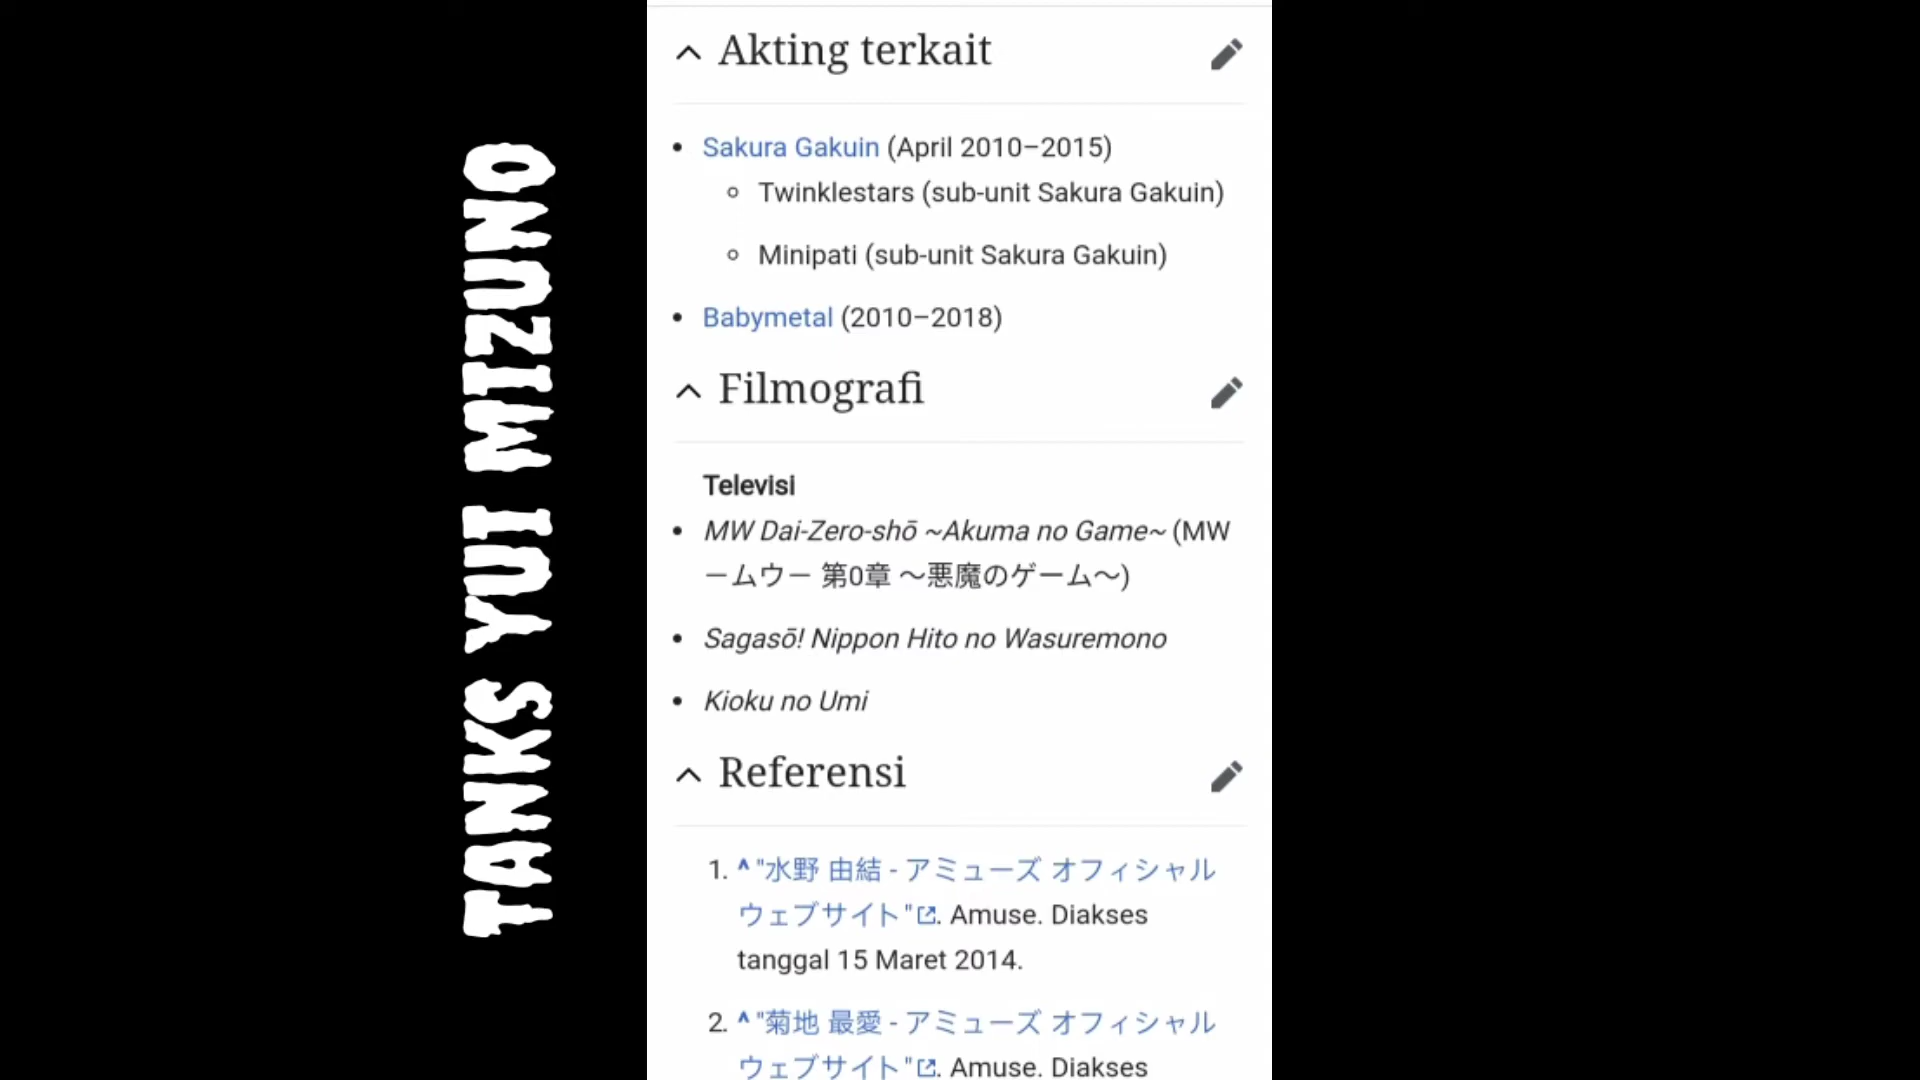 TANKS YUI MIZUNO
Akting terkait
Sakura Gakuin (April 2010–2015)
Twinklestars (sub-unit Sakura Gakuin)
Minipati (sub-unit Sakura Gakuin)
Babymetal (2010–2018)
Filmografi
Televisi
MW Dai-Zero-shō ~Akuma no Game~ (MW
ームウー 第0章 〜悪魔のゲーム〜)
Sagasō! Nippon Hito no Wasuremono
Kioku no Umi
Referensi
1. ^ "水野 由結 - アミューズ オフィシャル
ウェブサイト". Amuse. Diakses
tanggal 15 Maret 2014.
2. ^ "菊地 最愛 - アミューズ オフィシャル
ウェブサイト". Amuse. Diakses